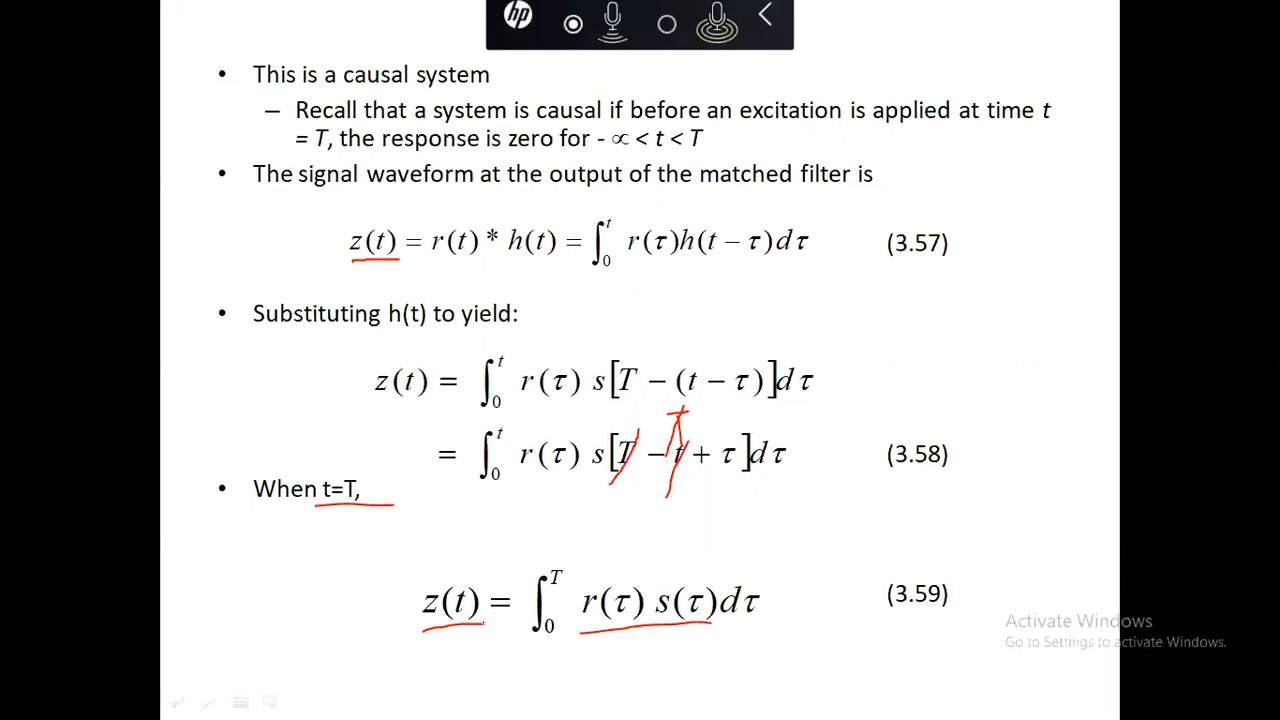 hp
• This is a causal system
– Recall that a system is causal if before an excitation is applied at time t
= T, the response is zero for - ∝ < t < T
• The signal waveform at the output of the matched filter is
z(t) = r(t) * h(t) = ∫₀ᵗ r(τ)h(t − τ)dτ (3.57)
• Substituting h(t) to yield:
z(t) = ∫₀ᵗ r(τ) s[T − (t − τ)]dτ
T
= ∫₀ᵗ r(τ) s[T − t + τ]dτ (3.58)
• When t=T,
z(t) = ∫₀ᵀ r(τ) s(τ)dτ (3.59)
Activate Windows
Go to Settings to activate Windows.